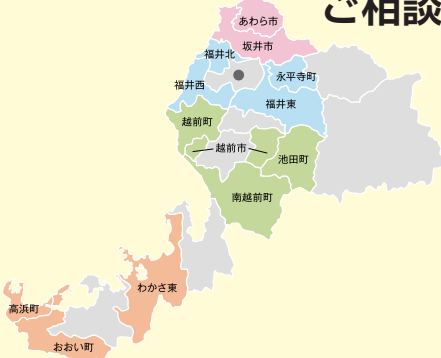 ご相談
あわら市
坂井市
福井北
永平寺町
福井西
福井東
越前町
越前市
池田町
南越前町
わかさ東
高浜町
おおい町